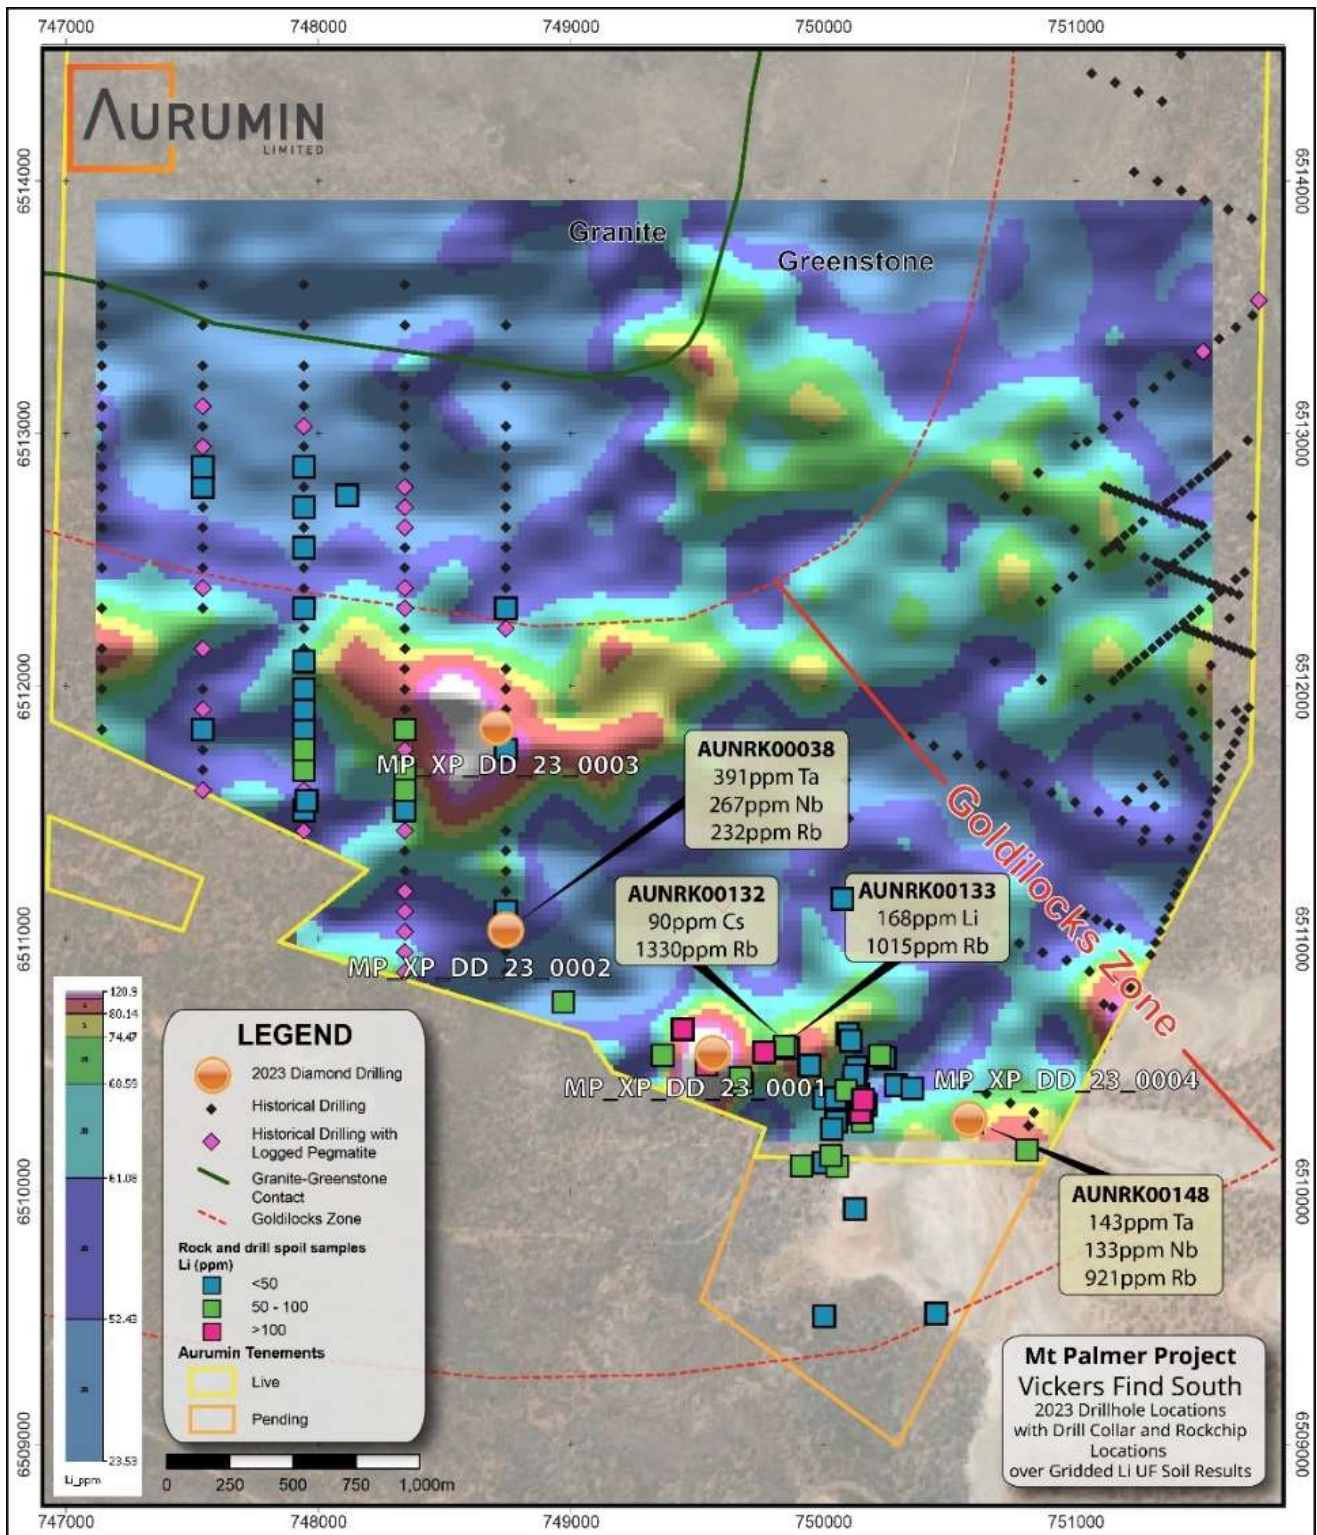 747000 748000 749000 750000 751000
AURUMIN
LIMITED
6514000
6514000
Granite
Greenstone
6513000
6513000
6512000
6512000
MP_XP_DD_23_0003
AUNRK00038
391ppm Ta
267ppm Nb
232ppm Rb
Goldilocks Zone
AUNRK00132
90ppm Cs
1330ppm Rb
AUNRK00133
168ppm Li
1015ppm Rb
6511000
6511000
MP_XP_DD_23_0002
MP_XP_DD_23_0001
MP_XP_DD_23_0004
6510000
6510000
AUNRK00148
143ppm Ta
133ppm Nb
921ppm Rb
120.9
80.14
74.47
61.08
23.53
Li_ppm
LEGEND
2023 Diamond Drilling
Historical Drilling
Historical Drilling with
Logged Pegmatite
Granite-Greenstone
Contact
Goldilocks Zone
Rock and drill spoil samples
Li (ppm)
<50
50 - 100
>100
Aurumin Tenements
Live
Pending
0 250 500 750 1,000m
Mt Palmer Project
Vickers Find South
2023 Drillhole Locations
with Drill Collar and Rockchip
Locations
over Gridded Li UF Soil Results
6509000
6509000
747000 748000 749000 750000 751000